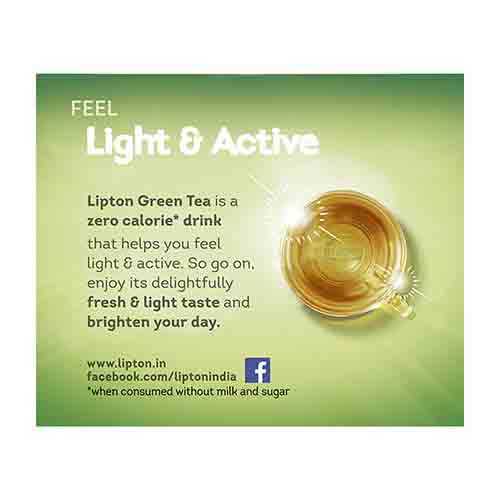 FEEL
Light & Active
Lipton Green Tea is a
zero calorie* drink
that helps you feel
light & active. So go on,
enjoy its delightfully
fresh & light taste and
brighten your day.
www.lipton.in
facebook.com/liptonindia
*when consumed without milk and sugar